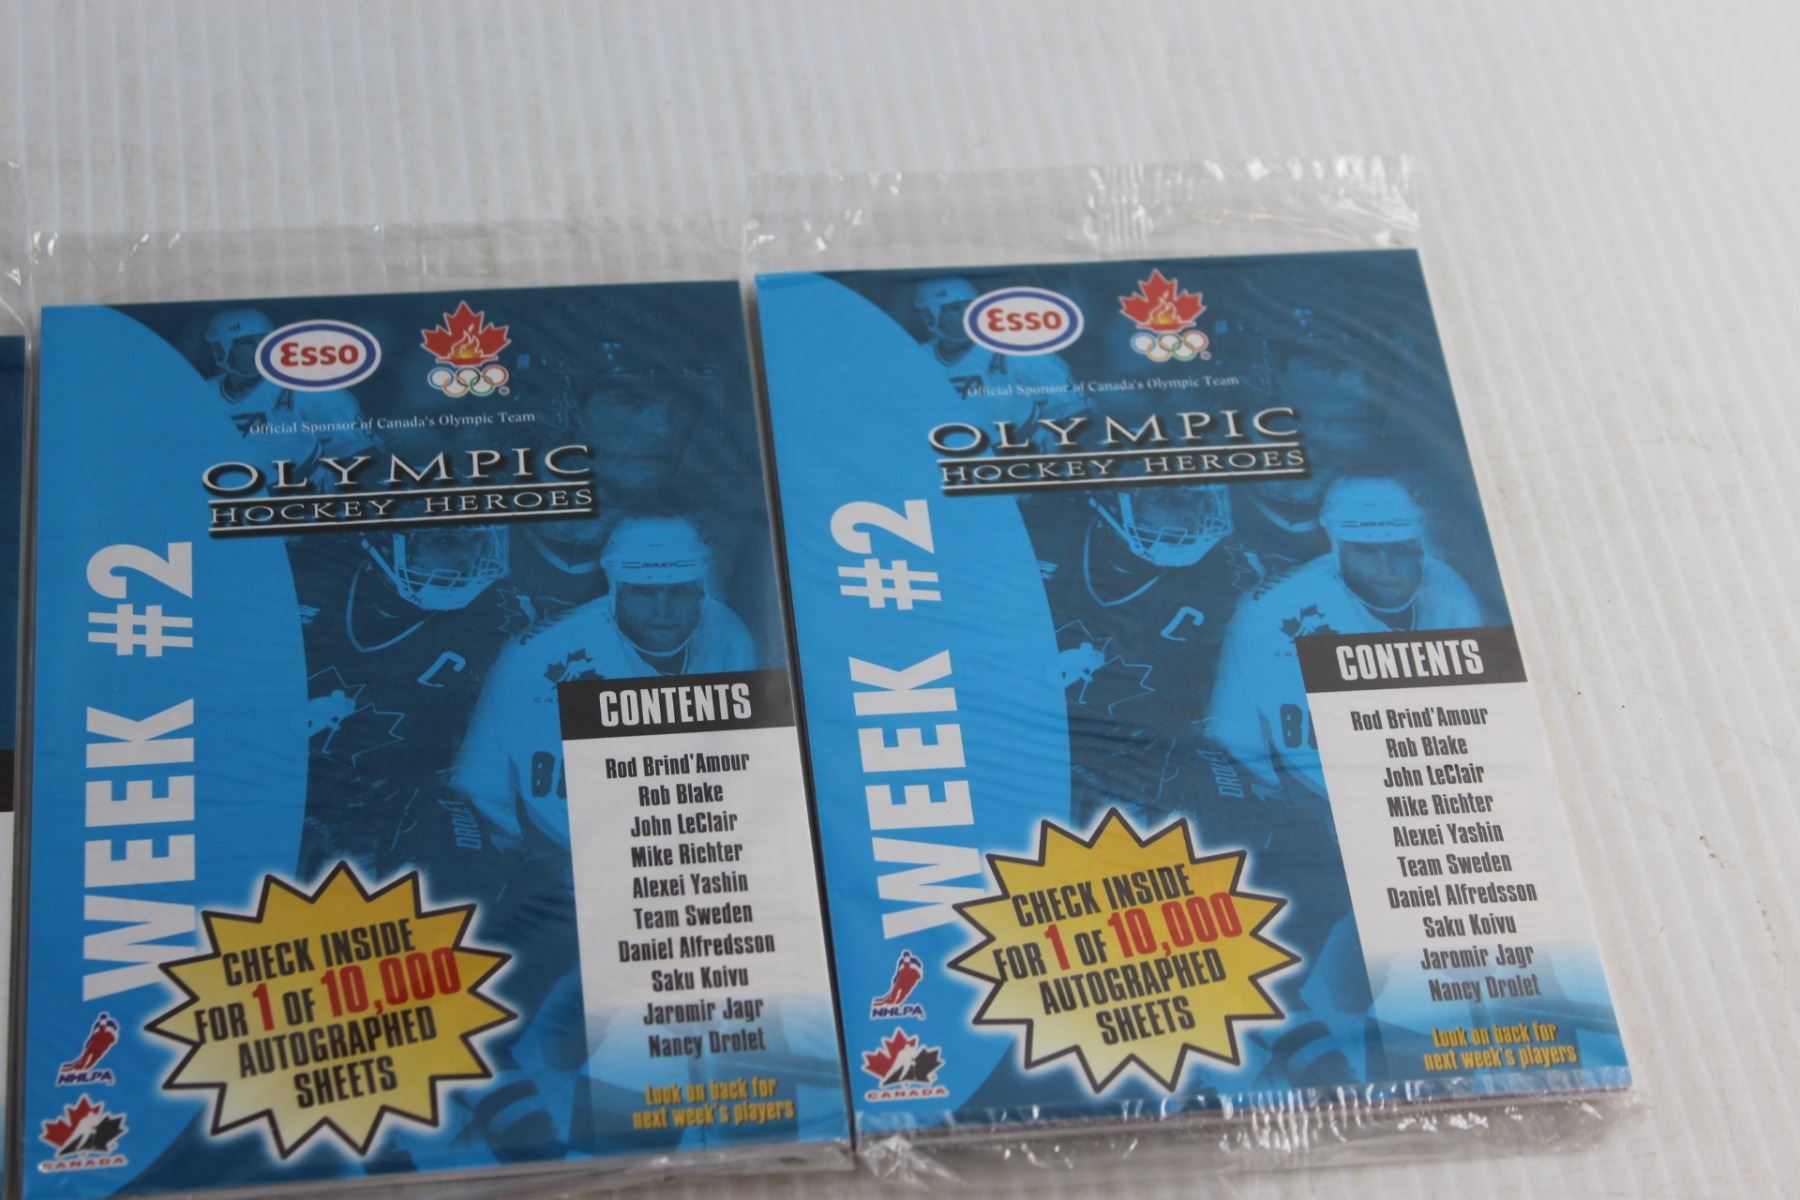 Esso
Official Sponsor of Canada's Olympic Team
OLYMPIC
HOCKEY HEROES
WEEK #2
BAUER
C
A
88
DROLET
CONTENTS
Rod Brind'Amour
Rob Blake
John LeClair
Mike Richter
Alexei Yashin
Team Sweden
Daniel Alfredsson
Saku Koivu
Jaromir Jagr
Nancy Drolet
Look on back for
next week's players
CHECK INSIDE
FOR 1 OF 10,000
AUTOGRAPHED
SHEETS
NHLPA
CANADA
Esso
Official Sponsor of Canada's Olympic Team
OLYMPIC
HOCKEY HEROES
WEEK #2
BAUER
C
A
DROLET
CONTENTS
Rod Brind'Amour
Rob Blake
John LeClair
Mike Richter
Alexei Yashin
Team Sweden
Daniel Alfredsson
Saku Koivu
Jaromir Jagr
Nancy Drolet
Look on back for
next week's players
CHECK INSIDE
FOR 1 OF 10,000
AUTOGRAPHED
SHEETS
NHLPA
CANADA